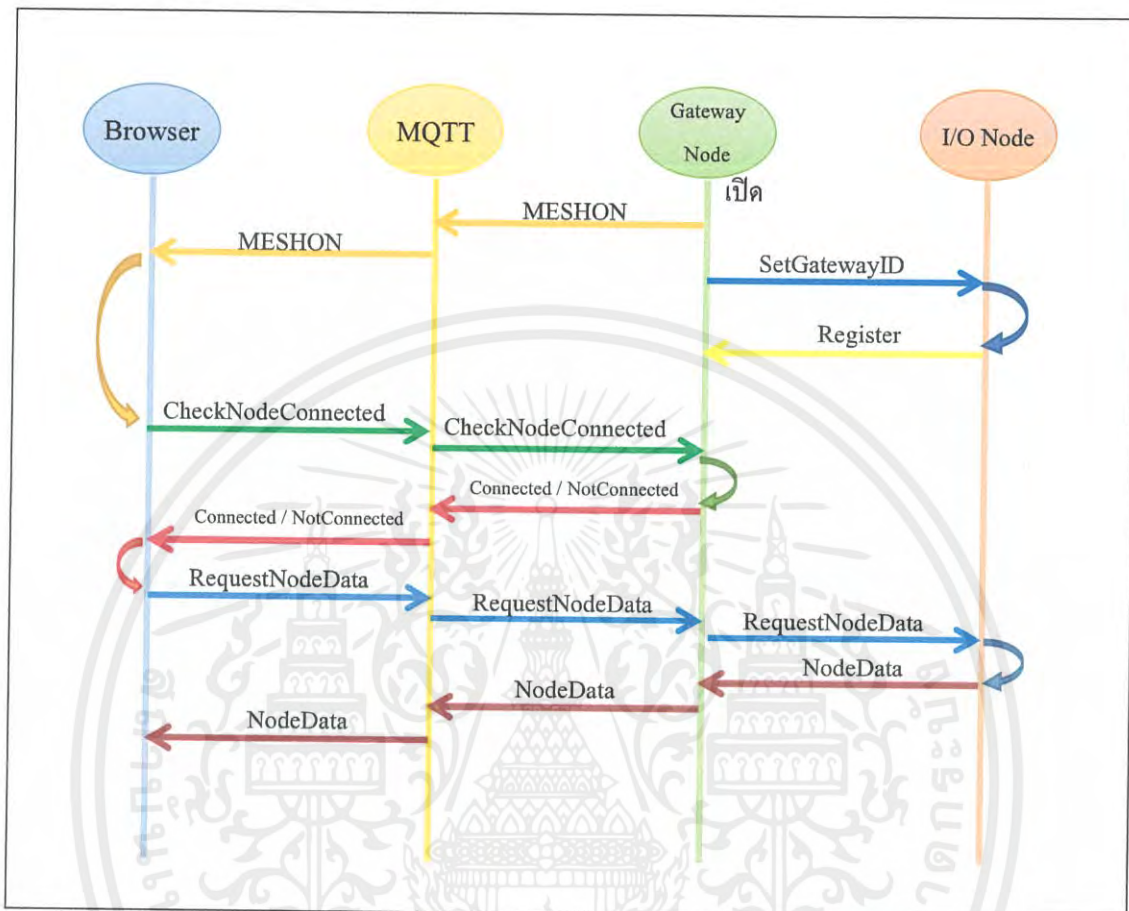 Browser
MQTT
Gateway
Node
I/O Node
เปิด
MESHON
MESHON
SetGatewayID
Register
CheckNodeConnected
CheckNodeConnected
Connected / NotConnected
Connected / NotConnected
RequestNodeData
RequestNodeData
RequestNodeData
NodeData
NodeData
NodeData